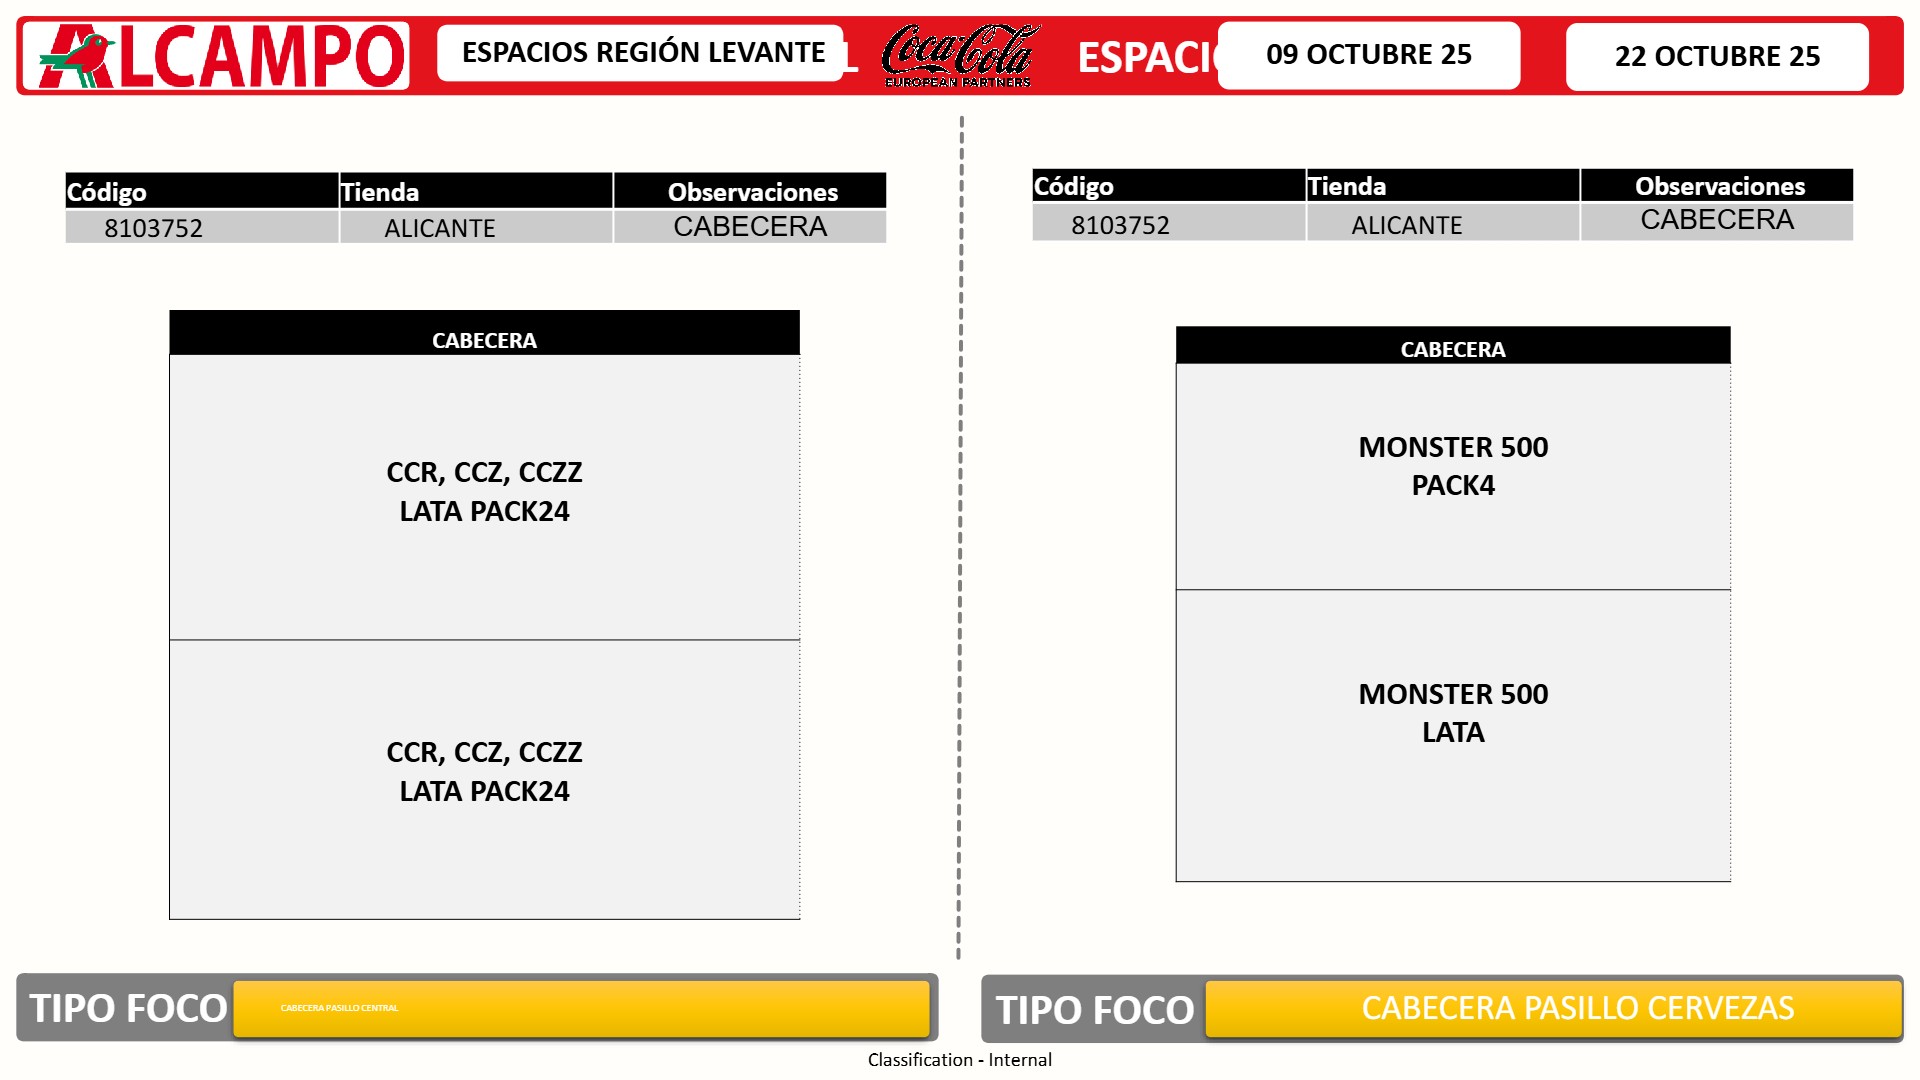 ALCAMPO
ESPACIOS REGIÓN LEVANTE
L
Coca-Cola
EUROPEAN PARTNERS
ESPACI
09 OCTUBRE 25
22 OCTUBRE 25
Código Tienda Observaciones
8103752 ALICANTE CABECERA
CABECERA
CCR, CCZ, CCZZ
LATA PACK24
CCR, CCZ, CCZZ
LATA PACK24
TIPO FOCO CABECERA PASILLO CENTRAL
Código Tienda Observaciones
8103752 ALICANTE CABECERA
CABECERA
MONSTER 500
PACK4
MONSTER 500
LATA
TIPO FOCO CABECERA PASILLO CERVEZAS
Classification - Internal